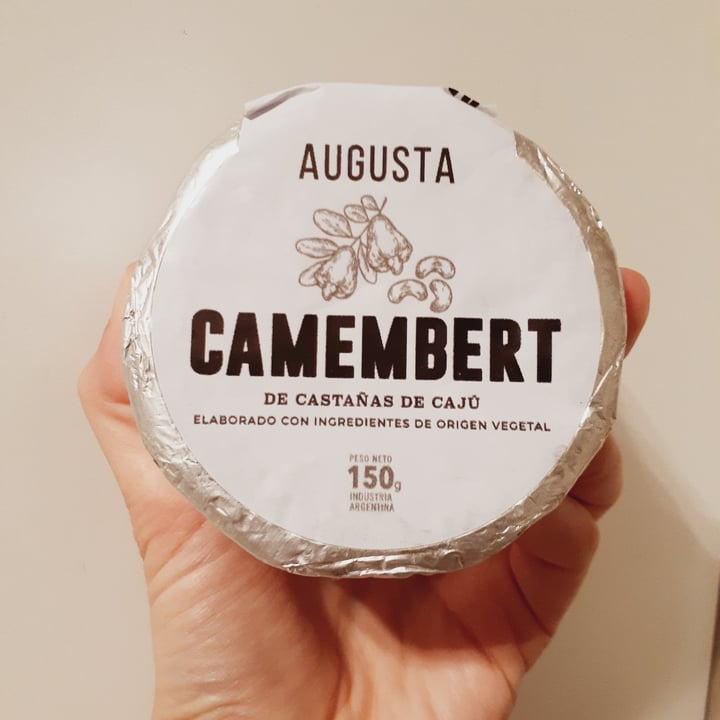 AUGUSTA
CAMEMBERT
DE CASTAÑAS DE CAJÚ
ELABORADO CON INGREDIENTES DE ORIGEN VEGETAL
PESO NETO
150g
INDUSTRIA
ARGENTINA